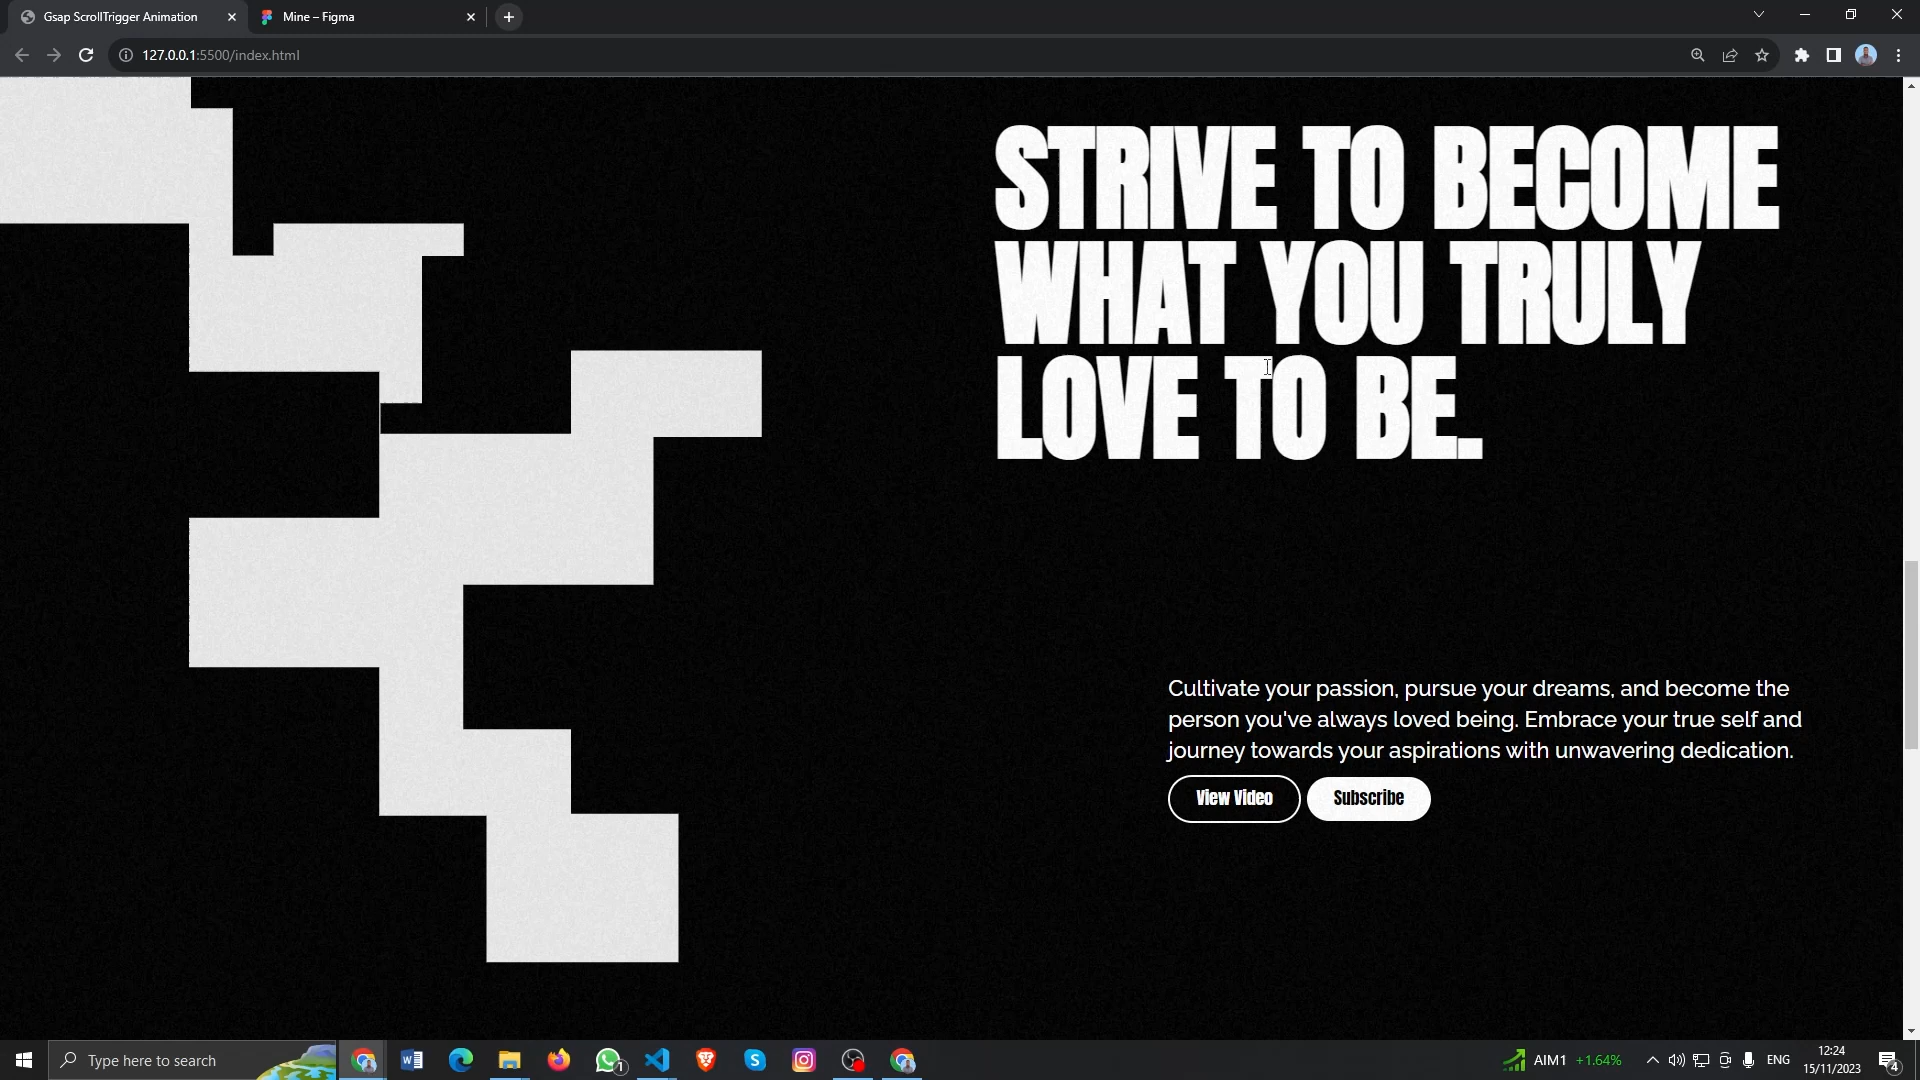 Gsap ScrollTrigger Animation
Mine – Figma
127.0.0.1:5500/index.html
STRIVE TO BECOME
WHAT YOU TRULY
LOVE TO BE.
Cultivate your passion, pursue your dreams, and become the
person you've always loved being. Embrace your true self and
journey towards your aspirations with unwavering dedication.
View Video
Subscribe
Type here to search
1
AIM1 +1.64%
ENG
12:24
15/11/2023
4